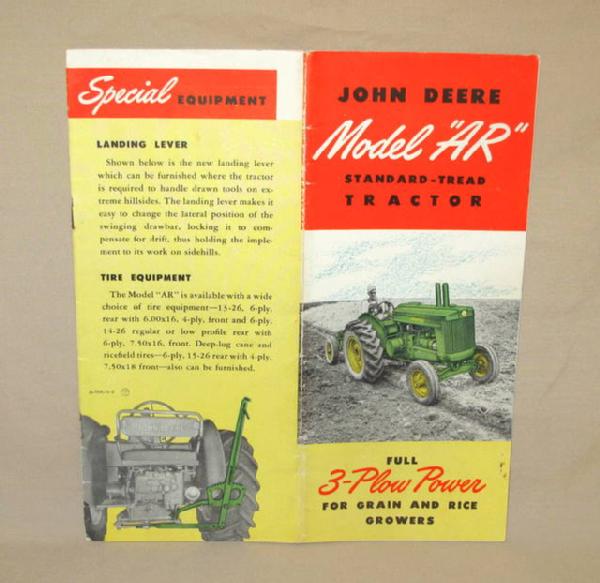 Special EQUIPMENT
LANDING LEVER
Shown below is the new landing lever
which can be furnished where the tractor
is required to handle drawn tools on ex-
treme hillsides. The landing lever makes it
easy to change the lateral position of the
swinging drawbar, locking it to com-
pensate for drift, thus holding the imple-
ment to its work on sidehills.
TIRE EQUIPMENT
The Model "AR" is available with a wide
choice of tire equipment—13-26, 6-ply,
rear with 6.00x16, 4-ply, front and 6-ply,
14-26 regular or low profile rears with
6-ply, 7.50x16, front. Deep-lug cane and
ricefield tires—6-ply, 15-26 rear with 4-ply,
7.50x18 front—also can be furnished.
JOHN DEERE
JOHN DEERE
Model "AR"
STANDARD-TREAD
TRACTOR
FULL
3-Plow Power
FOR GRAIN AND RICE
GROWERS